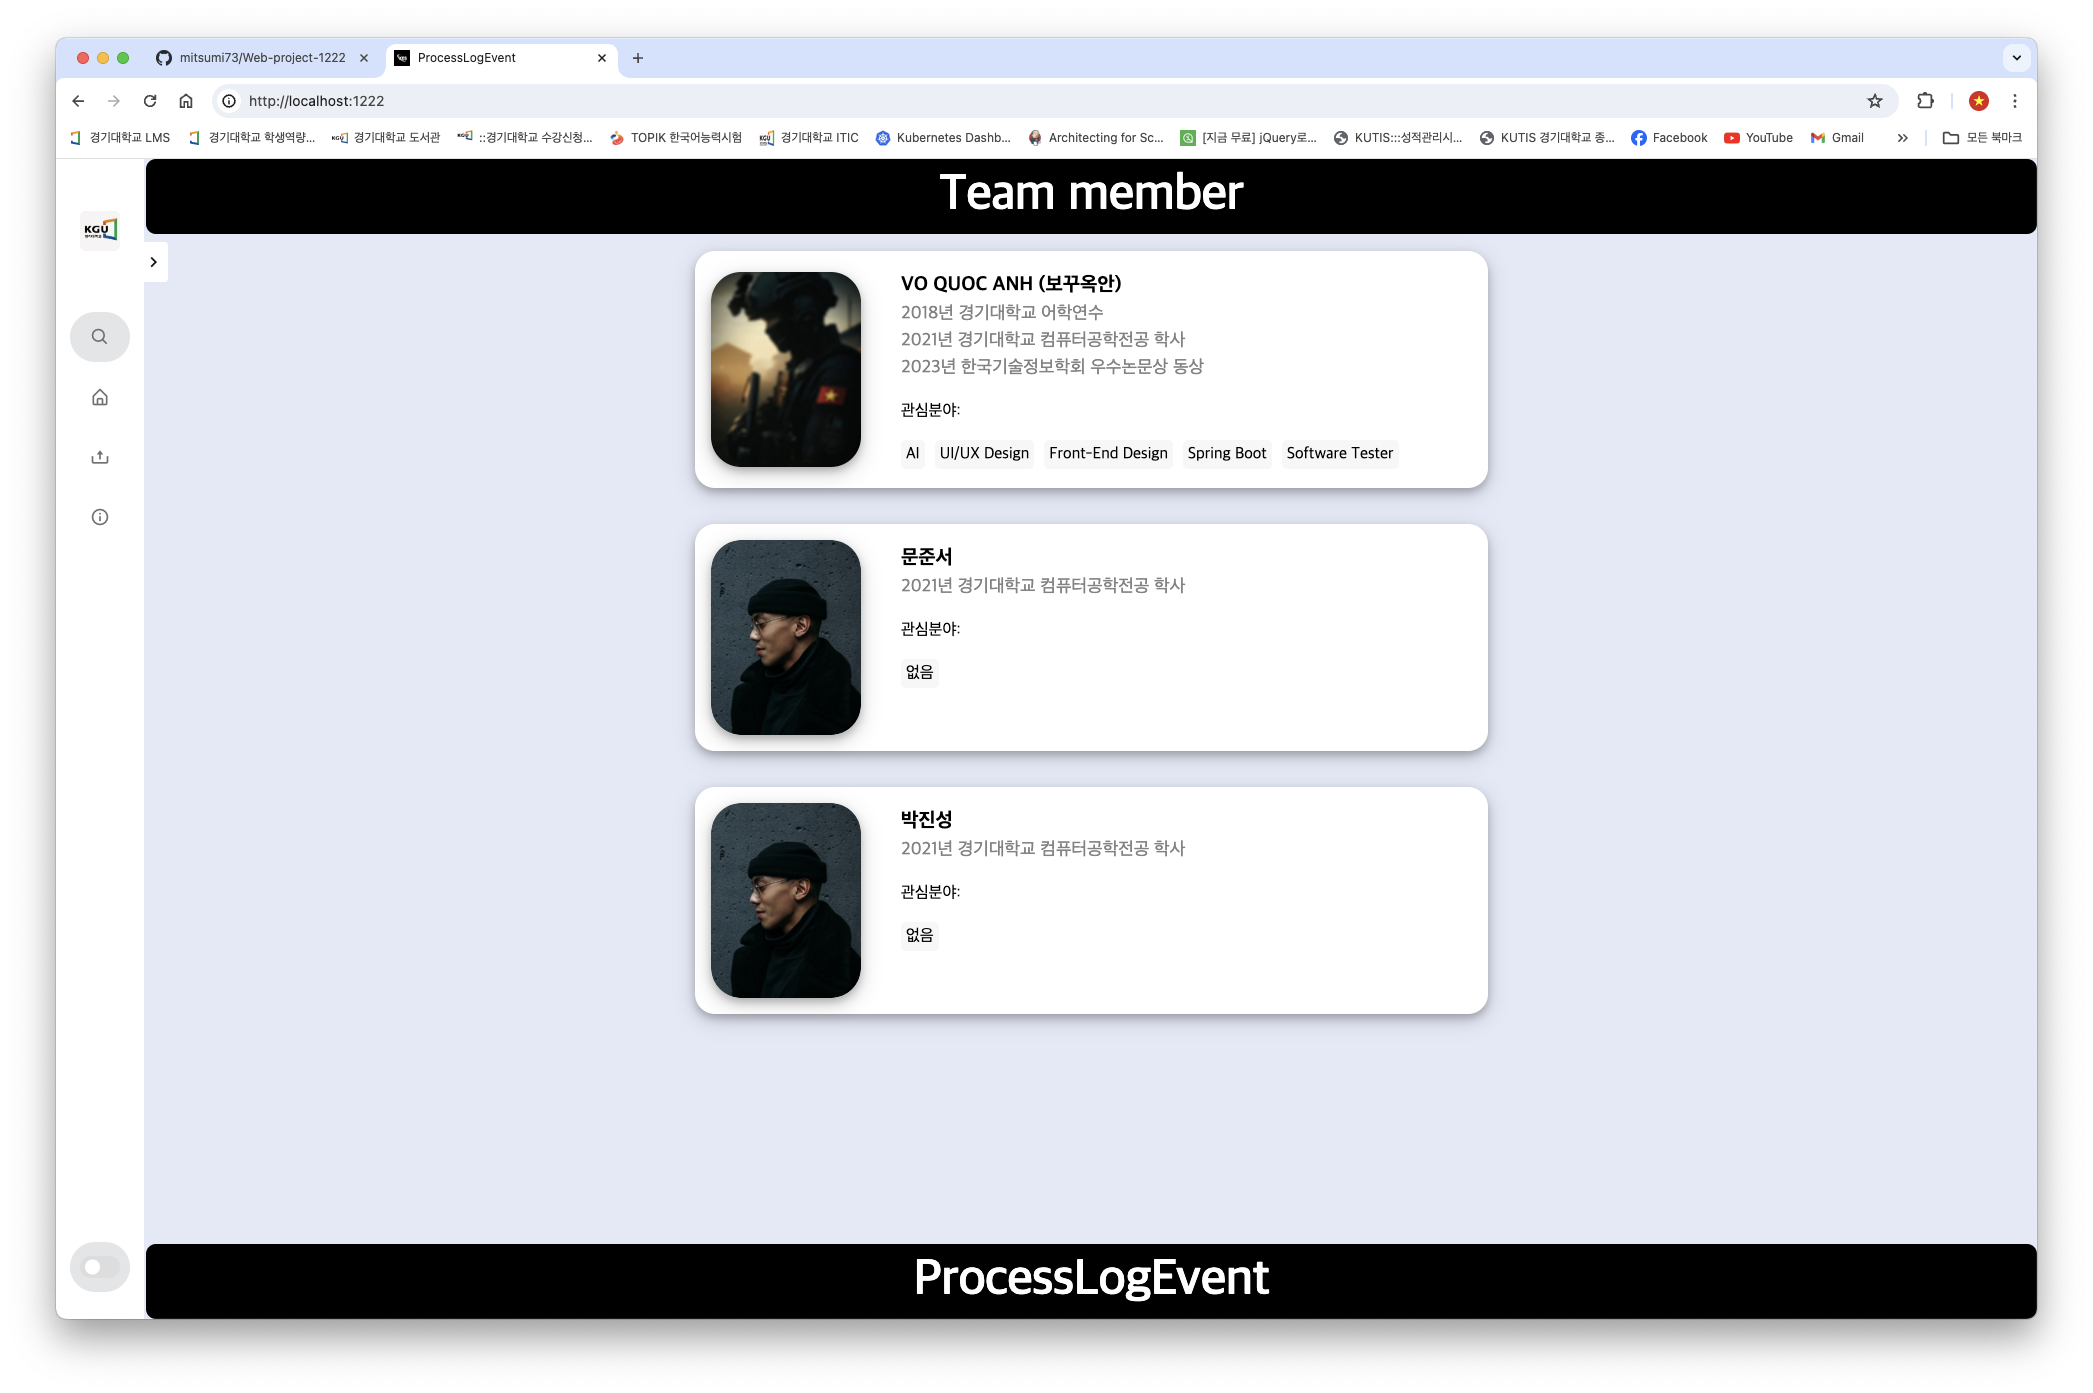 mitsumi73/Web-project-1222
ProcessLogEvent
http://localhost:1222
경기대학교 LMS
경기대학교 학생역량...
경기대학교 도서관
::경기대학교 수강신청...
TOPIK 한국어능력시험
경기대학교 ITIC
Kubernetes Dashb...
Architecting for Sc...
[지금 무료] jQuery로...
KUTIS:::성적관리시...
KUTIS 경기대학교 종...
Facebook
YouTube
Gmail
모든 북마크
KGU
Team member
VO QUOC ANH (보꾸옥안)
2018년 경기대학교 어학연수
2021년 경기대학교 컴퓨터공학전공 학사
2023년 한국기술정보학회 우수논문상 동상
관심분야:
AI UI/UX Design Front-End Design Spring Boot Software Tester
문준서
2021년 경기대학교 컴퓨터공학전공 학사
관심분야:
없음
박진성
2021년 경기대학교 컴퓨터공학전공 학사
관심분야:
없음
ProcessLogEvent